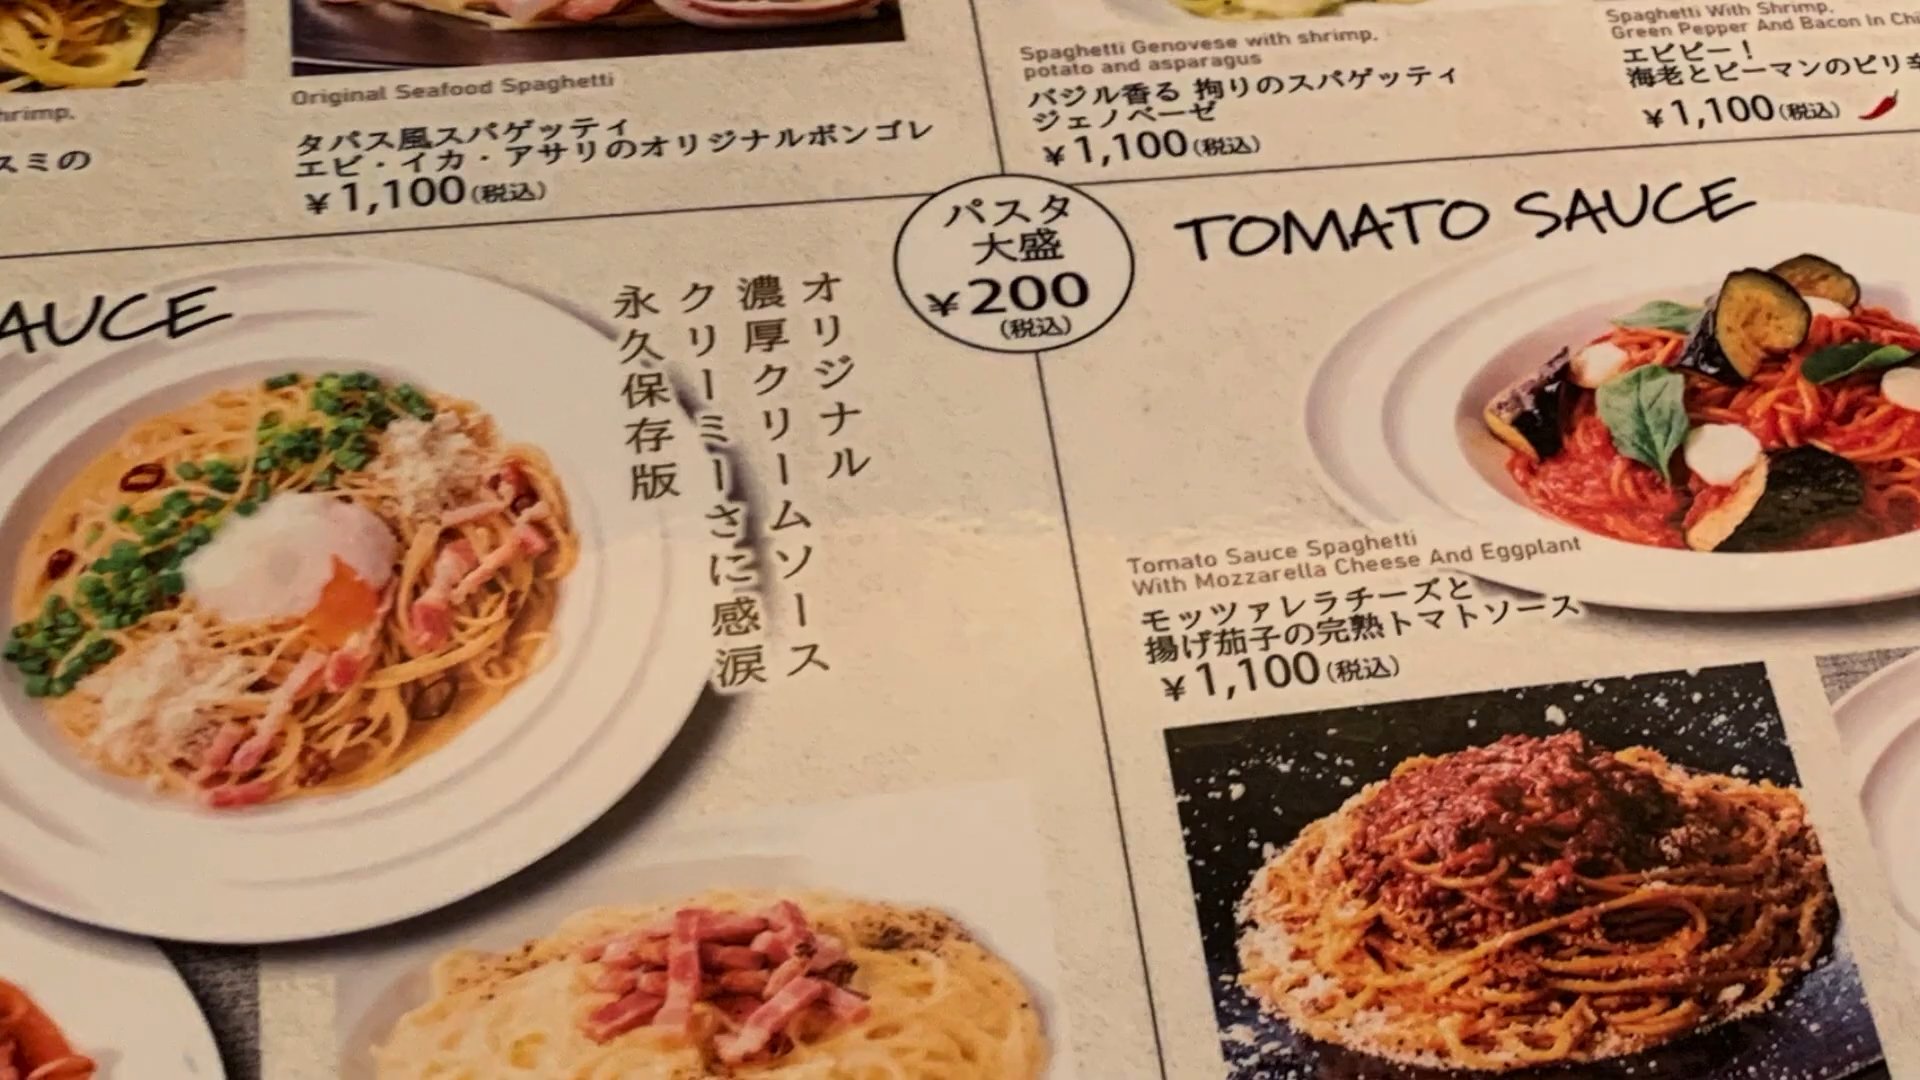 hrimp,
スミの
Original Seafood Spaghetti
タパス風スパゲッティ
エビ・イカ・アサリのオリジナルボンゴレ
¥1,100(税込)
Spaghetti Genovese with shrimp,
potato and asparagus
バジル香る 拘りのスパゲッティ
ジェノベーゼ
¥1,100(税込)
Spaghetti With Shrimp,
Green Pepper And Bacon In Chi
エビピー!
海老とピーマンのピリ辛
¥1,100(税込)
パスタ
大盛
¥200
(税込)
AUCE
オリジナル
濃厚クリームソース
クリーミーさに感涙
永久保存版
TOMATO SAUCE
Tomato Sauce Spaghetti
With Mozzarella Cheese And Eggplant
モッツァレラチーズと
揚げ茄子の完熟トマトソース
¥1,100(税込)